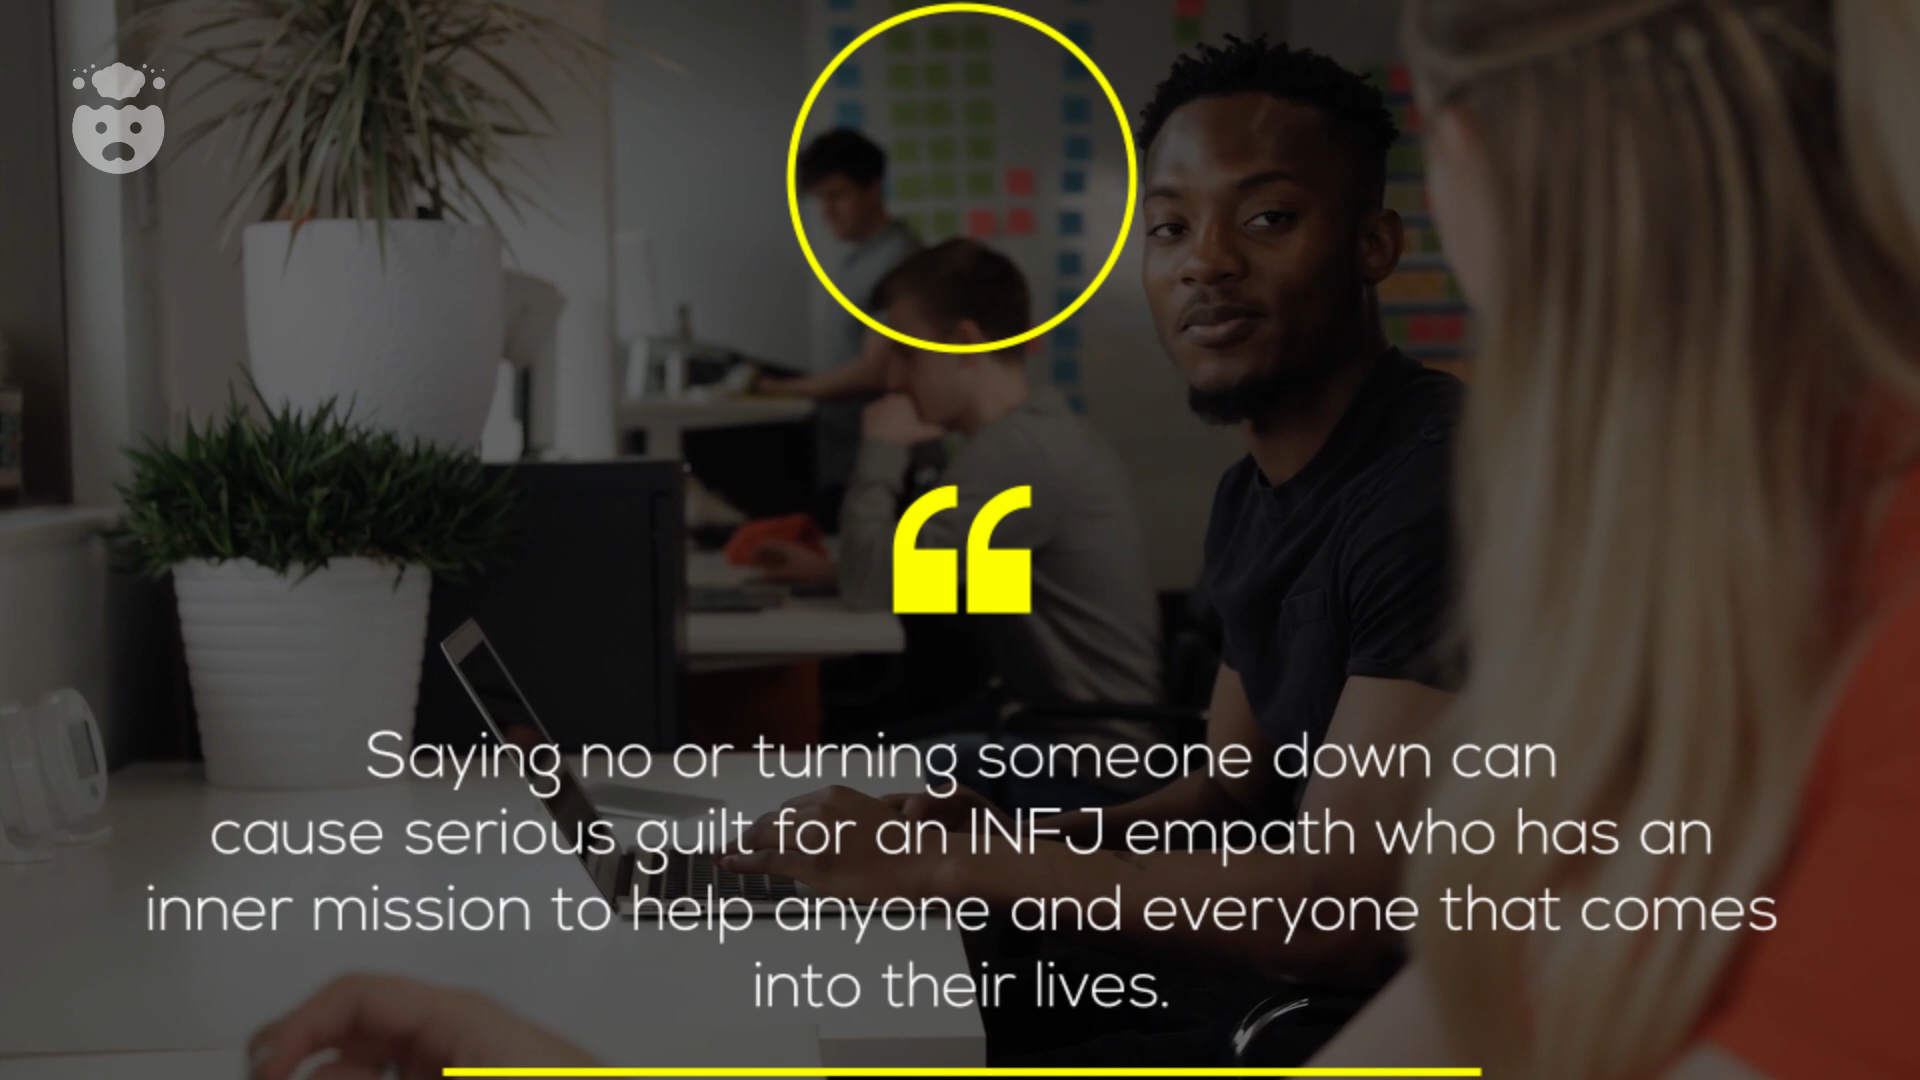 Saying no or turning someone down can
cause serious guilt for an INFJ empath who has an
inner mission to help anyone and everyone that comes
into their lives.